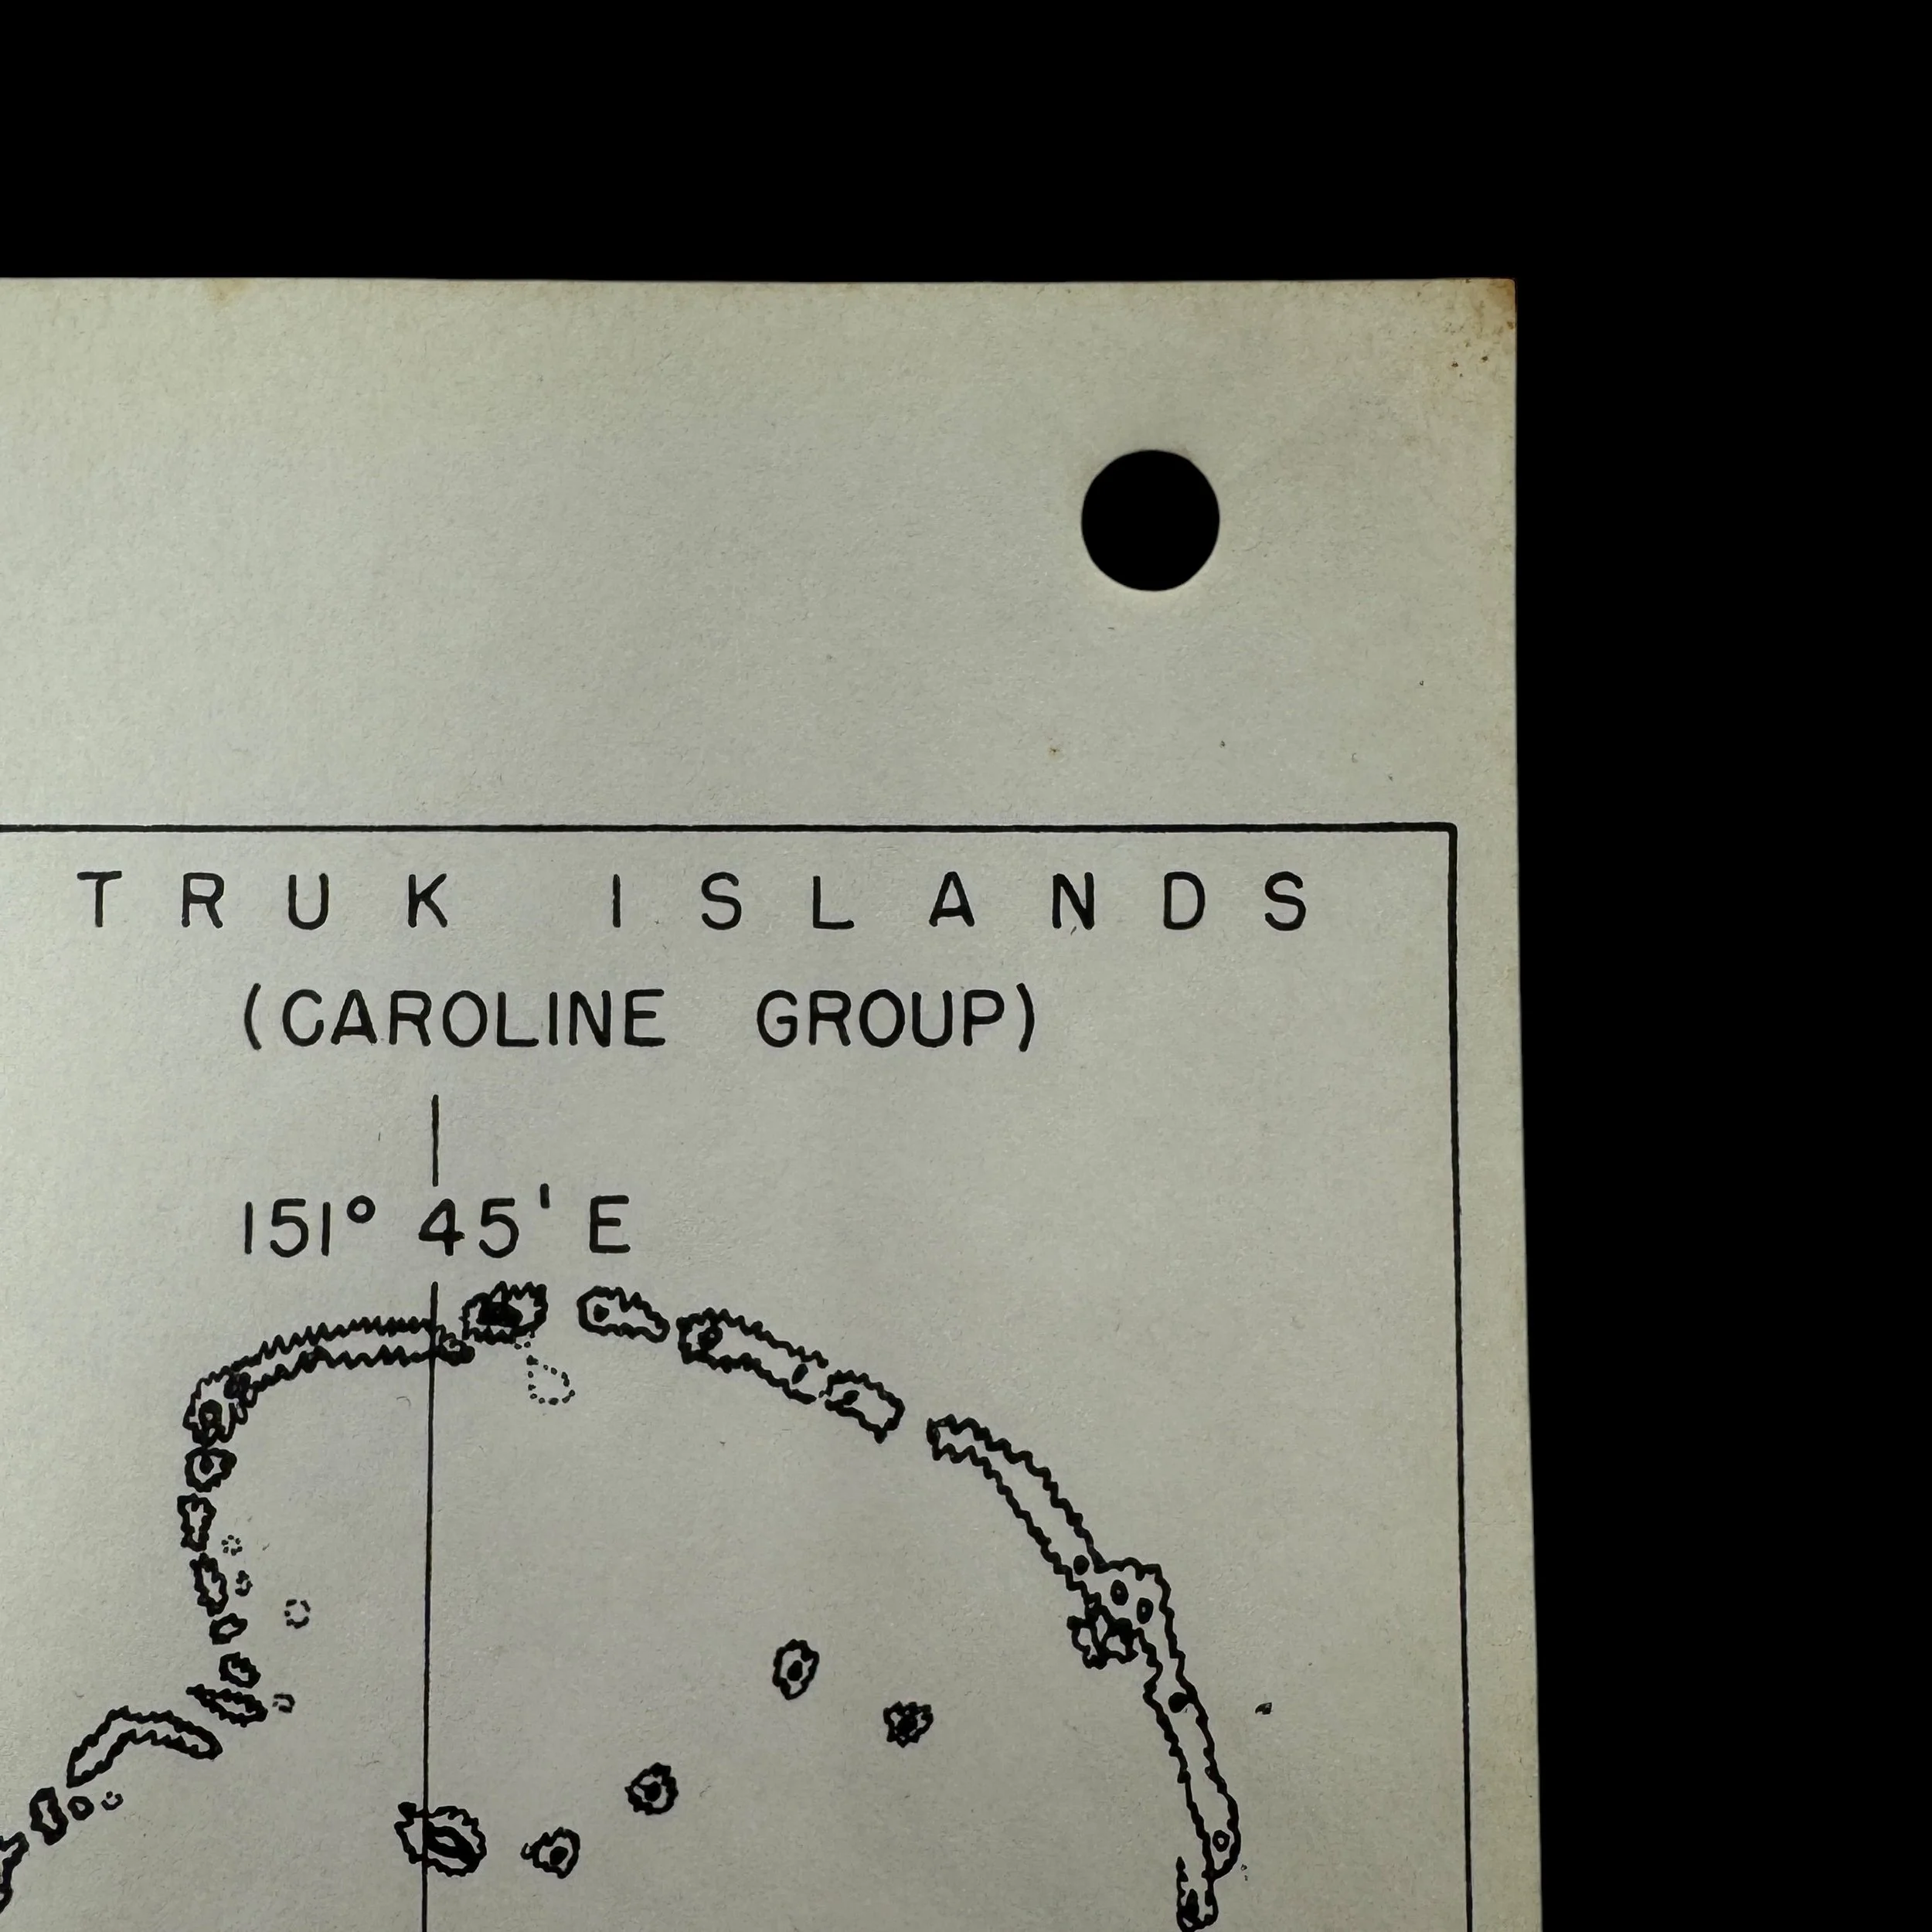 TRUK ISLANDS
(CAROLINE GROUP)
151° 45' E